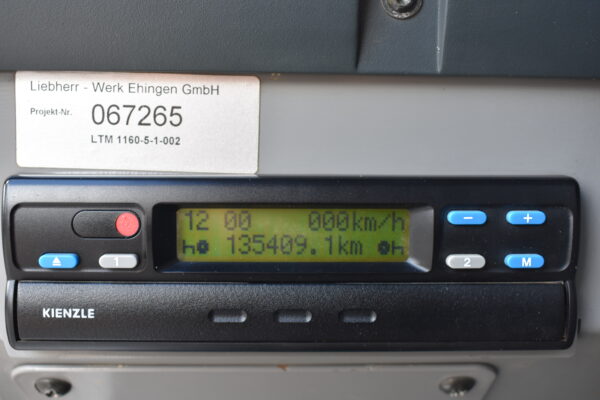 Liebherr - Werk Ehingen GmbH
Projekt-Nr. 067265
LTM 1160-5-1-002
12 00 000km/h
h 135409.1km h
- +
1 2 M
KIENZLE